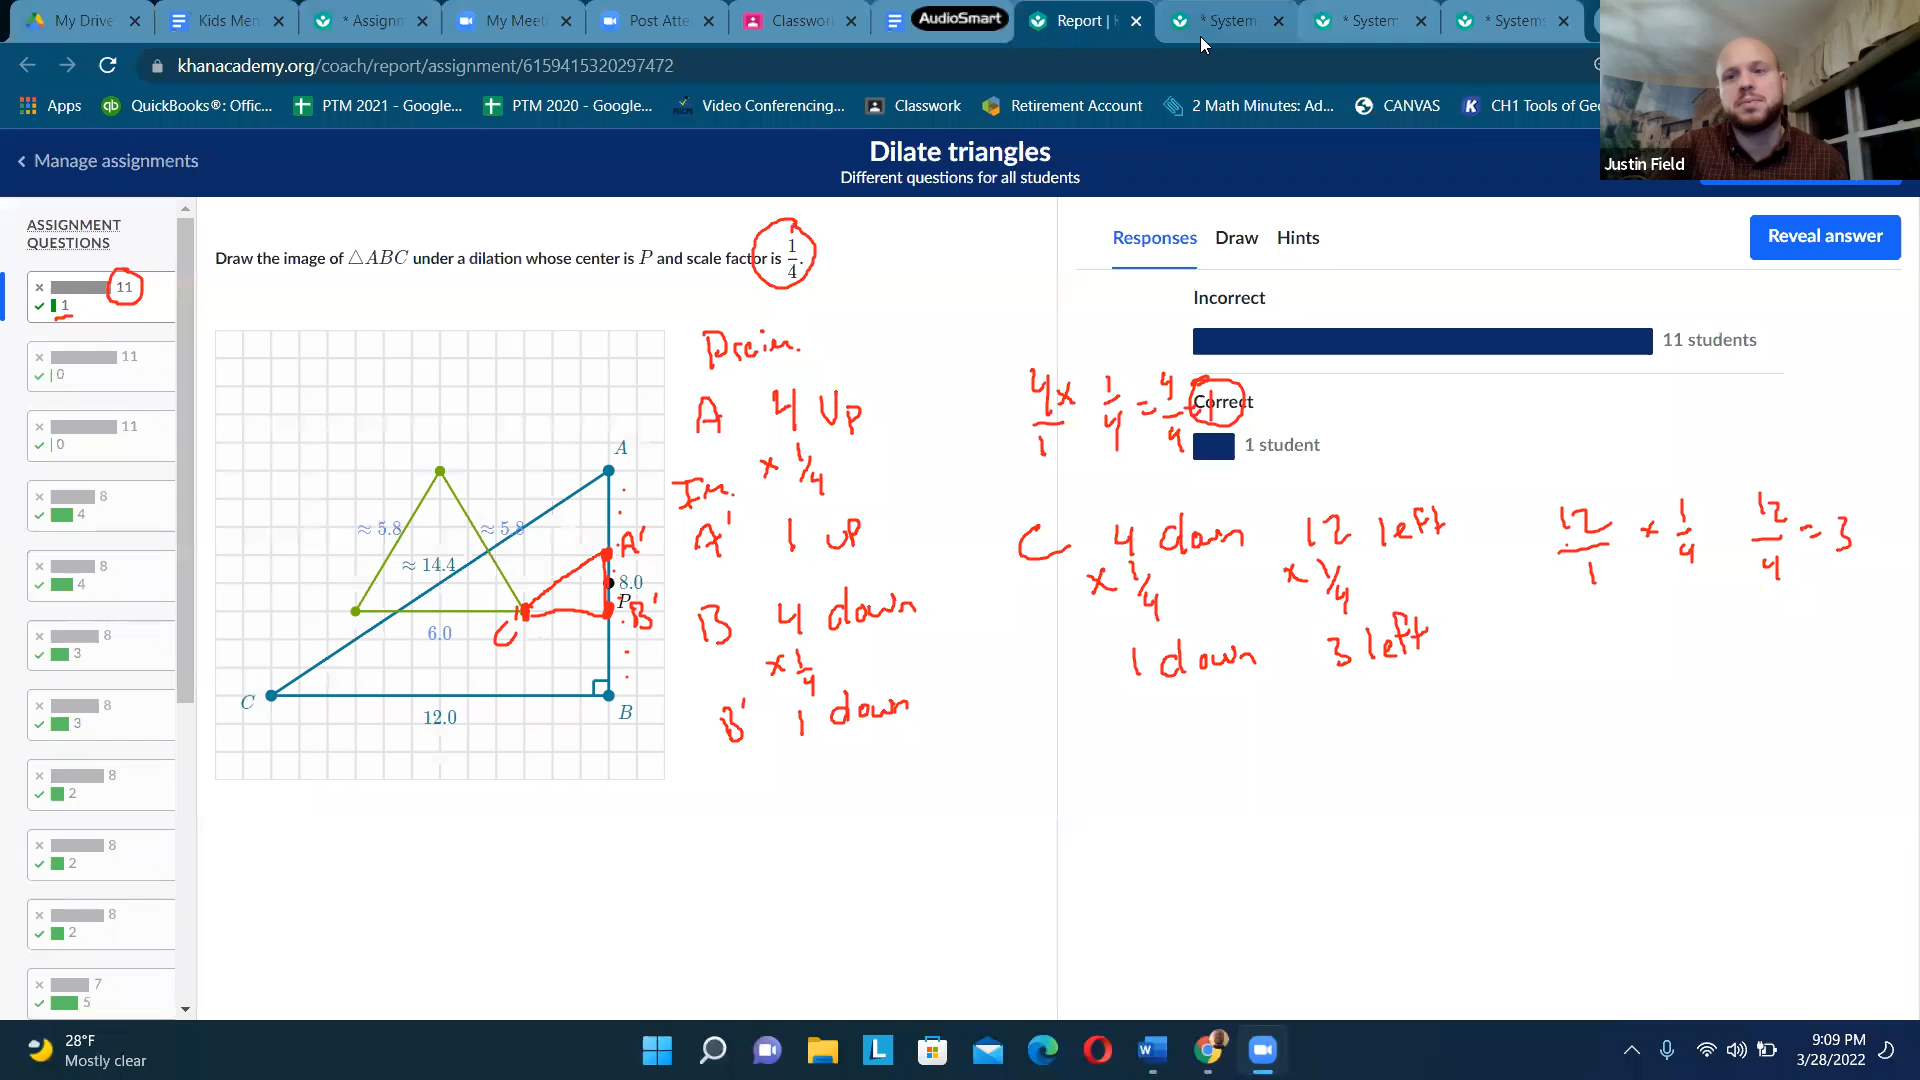 My Drive
Kids Mem
* Assignm
My Meeti
Post Atte
Classwor
AudioSmart
Report |
* System
* System
* System
khanacademy.org/coach/report/assignment/6159415320297472
Apps
QuickBooks®: Offic...
PTM 2021 - Google...
PTM 2020 - Google...
Video Conferencing...
Classwork
Retirement Account
2 Math Minutes: Ad...
CANVAS
CH1 Tools of Geo
Justin Field
Manage assignments
Dilate triangles
Different questions for all students
ASSIGNMENT
QUESTIONS
11
1
11
0
11
0
8
4
8
4
8
3
8
3
8
2
8
2
8
2
7
5
Draw the image of △ABC under a dilation whose center is P and scale factor is 1/4.
A
A'
≈ 5.8
≈ 5.8
≈ 14.4
8.0
P
B'
C'
6.0
C
12.0
B
Preim.
A 4 Up
x 1/4
Im.
A' 1 up
B 4 down
x 1/4
B' 1 down
4/1 x 1/4 = 4/4 = 1
C 4 down 12 left
x 1/4 x 1/4
1 down 3 left
12/1 x 1/4 12/4 = 3
Responses
Draw
Hints
Reveal answer
Incorrect
11 students
Correct
1 student
28°F
Mostly clear
9:09 PM
3/28/2022